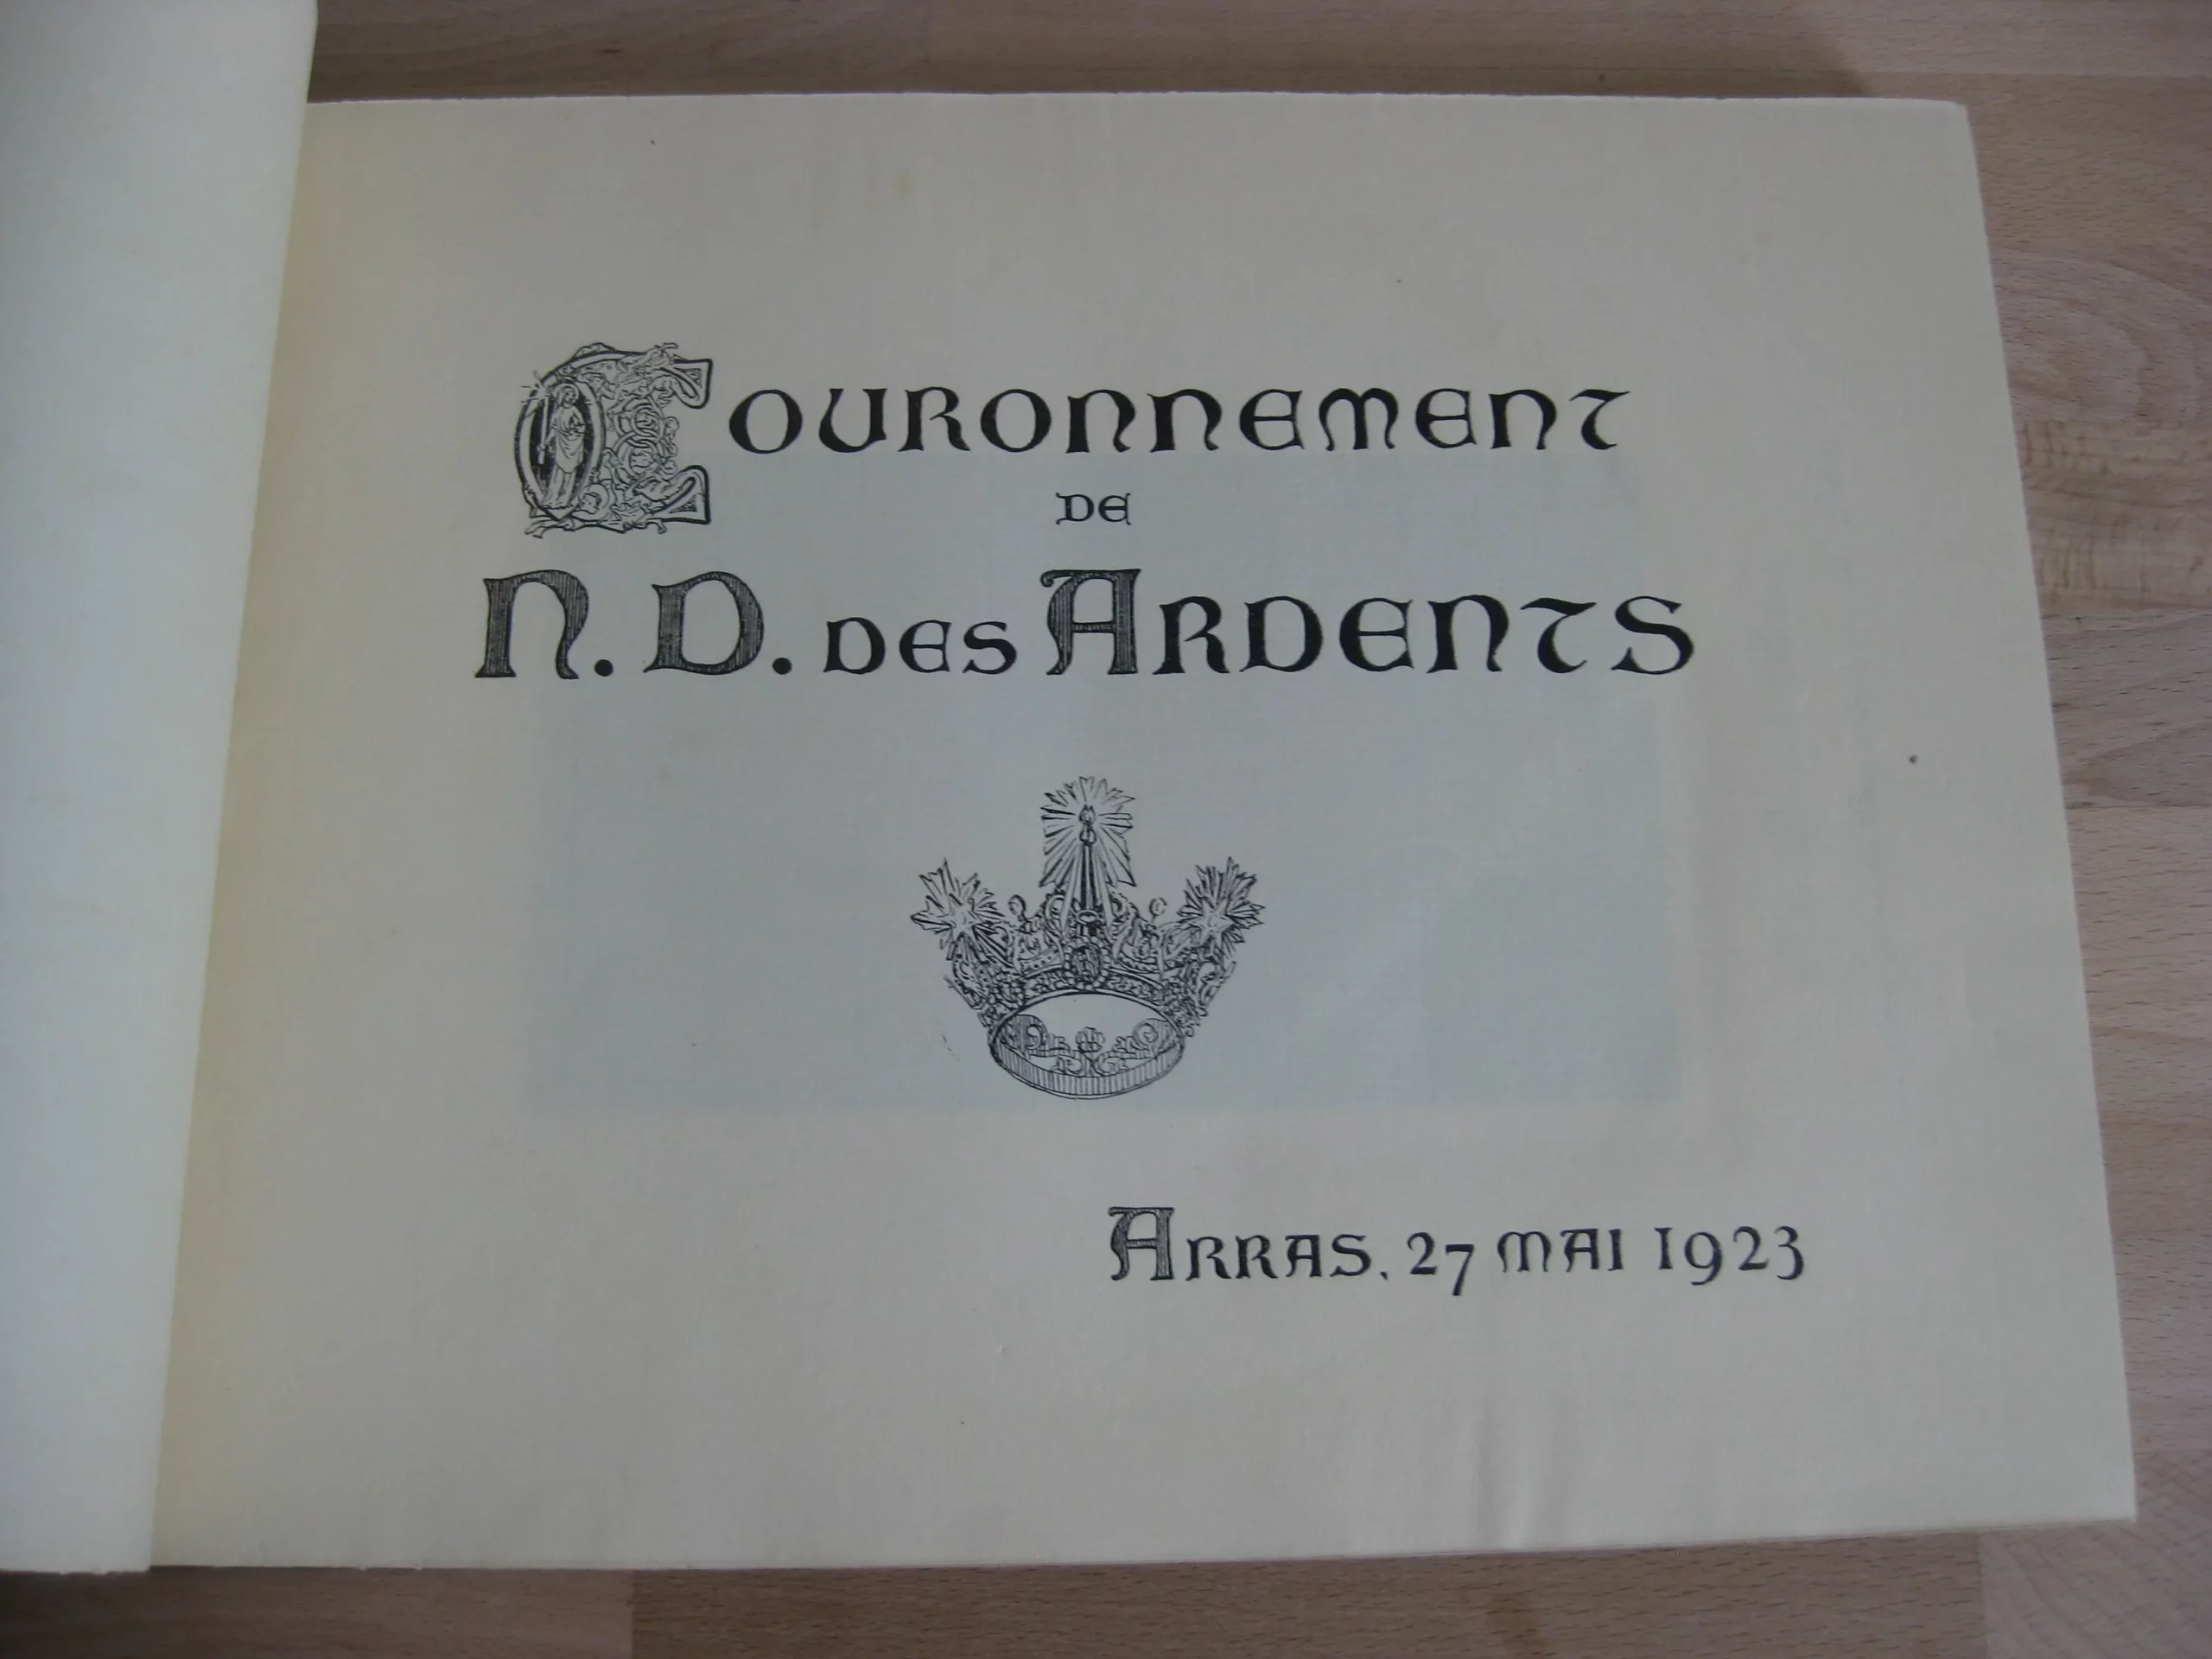 COURONNEMENT
DE
N. D. DES ARDENTS
ARRAS, 27 MAI 1923